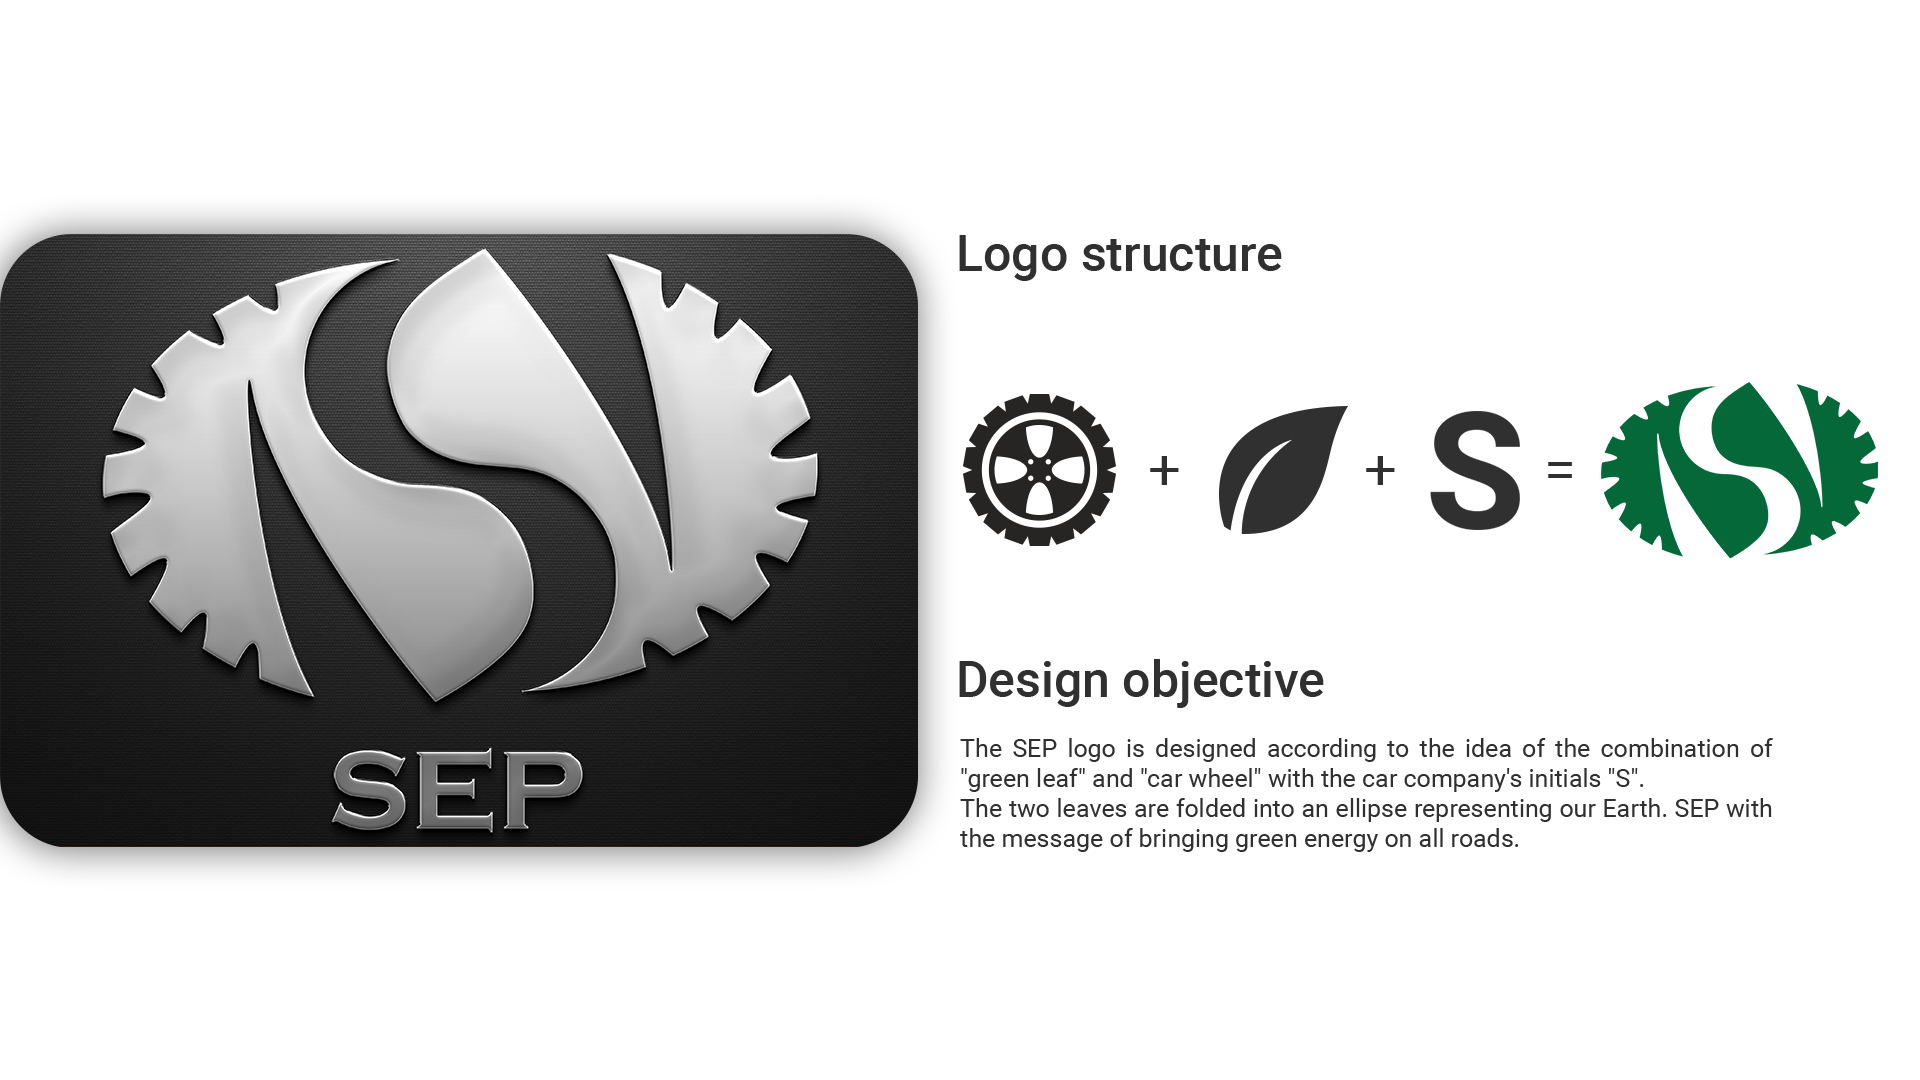 SEP
Logo structure
+ + S =
Design objective
The SEP logo is designed according to the idea of the combination of
"green leaf" and "car wheel" with the car company's initials "S".
The two leaves are folded into an ellipse representing our Earth. SEP with
the message of bringing green energy on all roads.